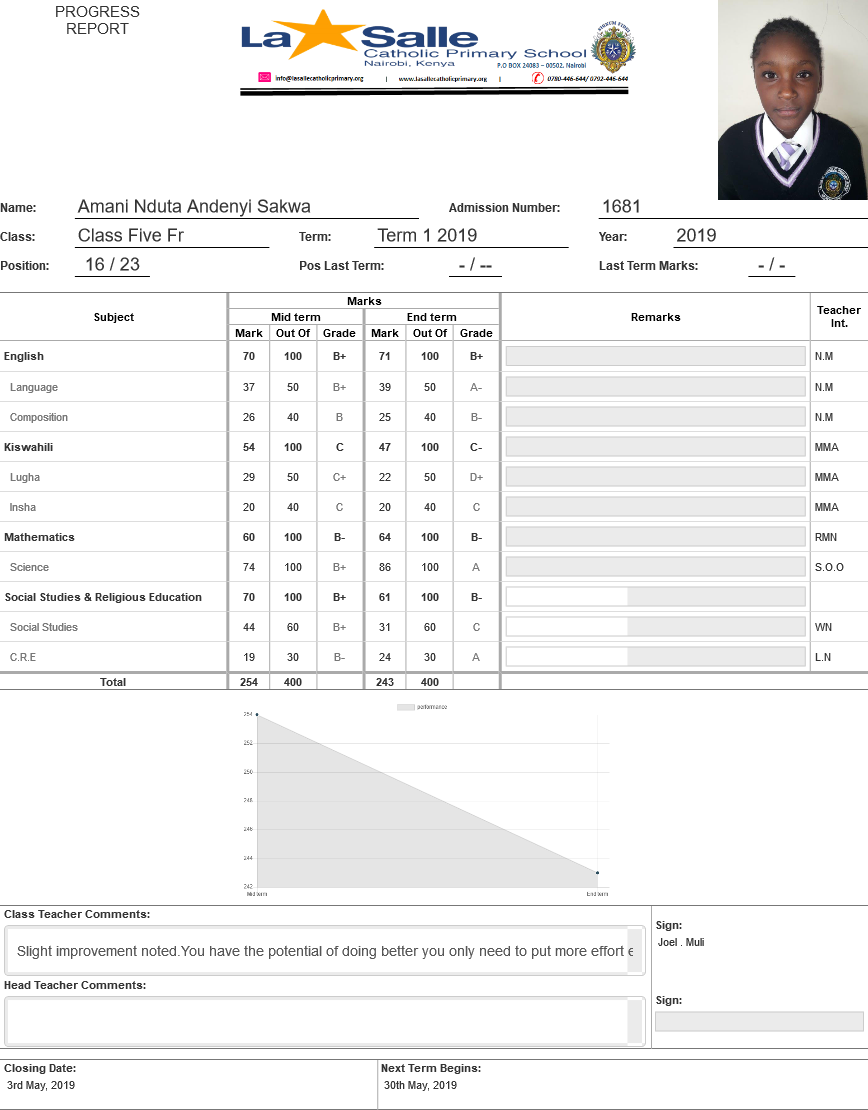 PROGRESS
REPORT
La Salle
Catholic Primary School
Nairobi, Kenya
P.O BOX 24083 – 00502, Nairobi
info@lasallecatholicprimary.org | www.lasallecatholicprimary.org | 0780-446-644/ 0792-446-644
Name: Amani Nduta Andenyi Sakwa Admission Number: 1681
Class: Class Five Fr Term: Term 1 2019 Year: 2019
Position: 16 / 23 Pos Last Term: - / -- Last Term Marks: - / -
Subject Marks Remarks Teacher Int.
Mid term End term
Mark Out Of Grade Mark Out Of Grade
English 70 100 B+ 71 100 B+ N.M
Language 37 50 B+ 39 50 A- N.M
Composition 26 40 B 25 40 B- N.M
Kiswahili 54 100 C 47 100 C- MMA
Lugha 29 50 C+ 22 50 D+ MMA
Insha 20 40 C 20 40 C MMA
Mathematics 60 100 B- 64 100 B- RMN
Science 74 100 B+ 86 100 A S.O.O
Social Studies & Religious Education 70 100 B+ 61 100 B-
Social Studies 44 60 B+ 31 60 C WN
C.R.E 19 30 B- 24 30 A L.N
Total 254 400 243 400
performance
254
252
250
248
246
244
242
Mid term End term
Class Teacher Comments:
Slight improvement noted.You have the potential of doing better you only need to put more effort
Sign:
Joel . Muli
Head Teacher Comments:
Sign:
Closing Date: Next Term Begins:
3rd May, 2019 30th May, 2019